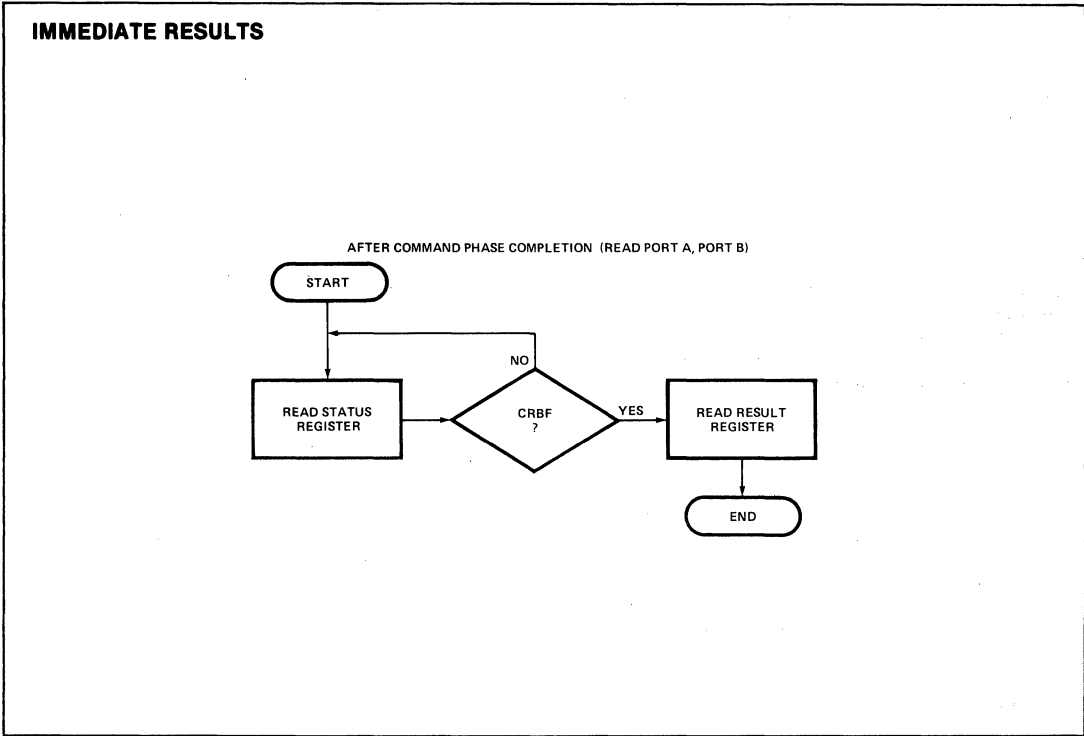 IMMEDIATE RESULTS
AFTER COMMAND PHASE COMPLETION (READ PORT A, PORT B)
START
NO
READ STATUS
REGISTER
CRBF
?
YES
READ RESULT
REGISTER
END